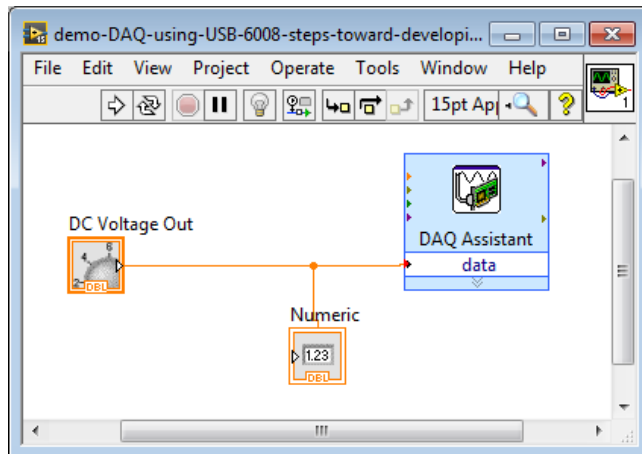 demo-DAQ-using-USB-6008-steps-toward-developi...
File Edit View Project Operate Tools Window Help
15pt Ap
?
1
DC Voltage Out
2 4 6
DBL
DAQ Assistant
data
Numeric
1.23
DBL